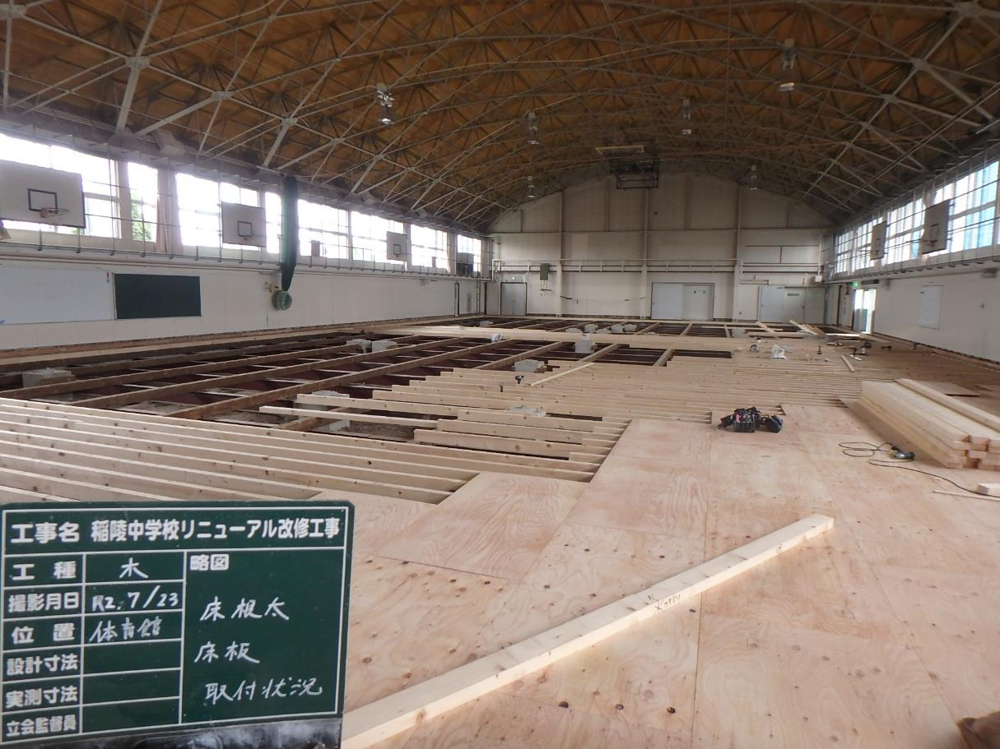 工事名 稲陵中学校リニューアル改修工事
工種 木
撮影月日 R2.7/23
位置 体育館
設計寸法
実測寸法
立会監督員
略図
床根太
床板
取付状況